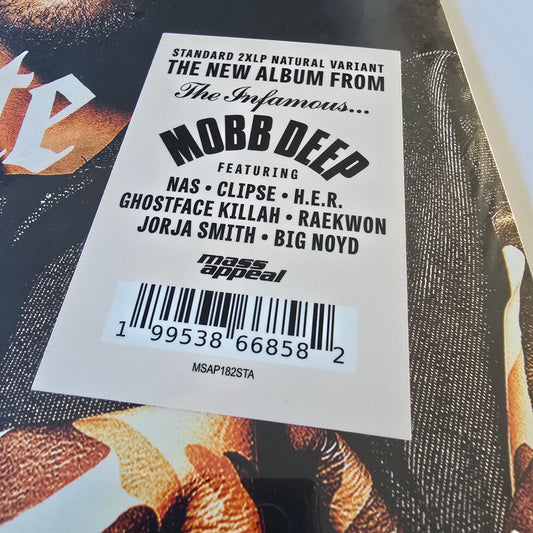 STANDARD 2XLP NATURAL VARIANT
THE NEW ALBUM FROM
The Infamous...
MOBB DEEP
FEATURING
NAS • CLIPSE • H.E.R.
GHOSTFACE KILLAH • RAEKWON
JORJA SMITH • BIG NOYD
mass
appeal
1 99538 66858 2
MSAP182STA